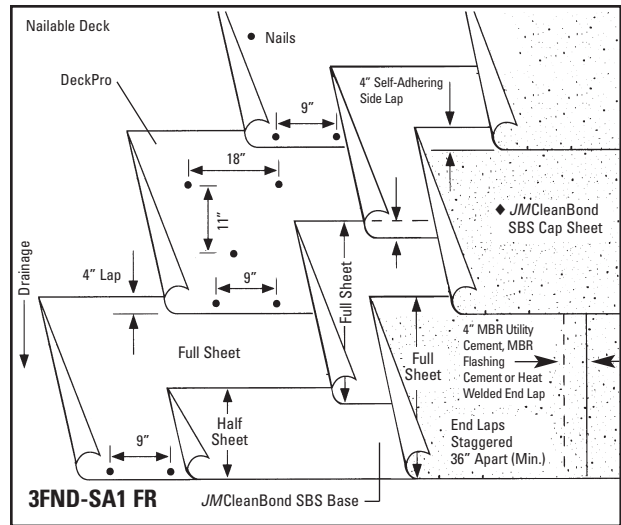 Nailable Deck
Nails
DeckPro
4" Self-Adhering
Side Lap
9"
18"
11"
♦ JMCleanBond
SBS Cap Sheet
Drainage
4" Lap
9"
Full Sheet
Full Sheet
Full
Sheet
4" MBR Utility
Cement, MBR
Flashing
Cement or Heat
Welded End Lap
Half
Sheet
9"
End Laps
Staggered
36" Apart (Min.)
3FND-SA1 FR
JMCleanBond SBS Base